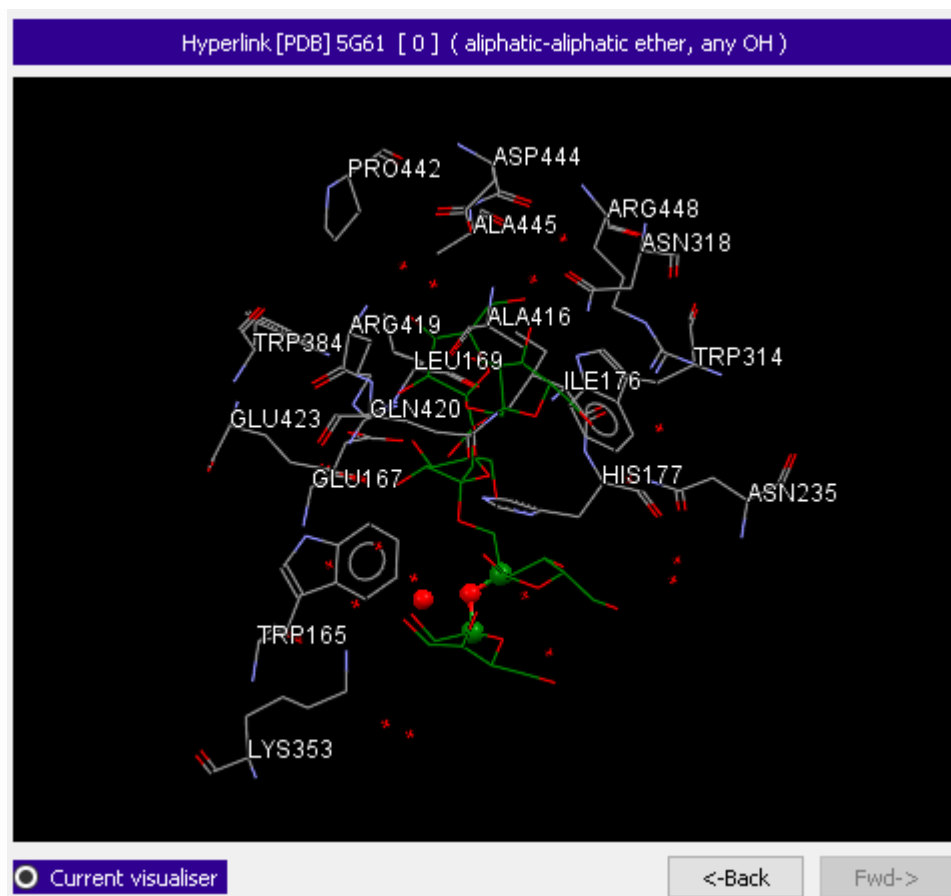 Hyperlink [PDB] 5G61 [ 0 ] ( aliphatic-aliphatic ether, any OH )
ASP444
PRO442
ARG448
ALA445
ASN318
ALA416
ARG419
TRP384
LEU169
TRP314
ILE176
GLN420
GLU423
GLU167
HIS177
ASN235
TRP165
LYS353
Current visualiser
<-Back
Fwd->